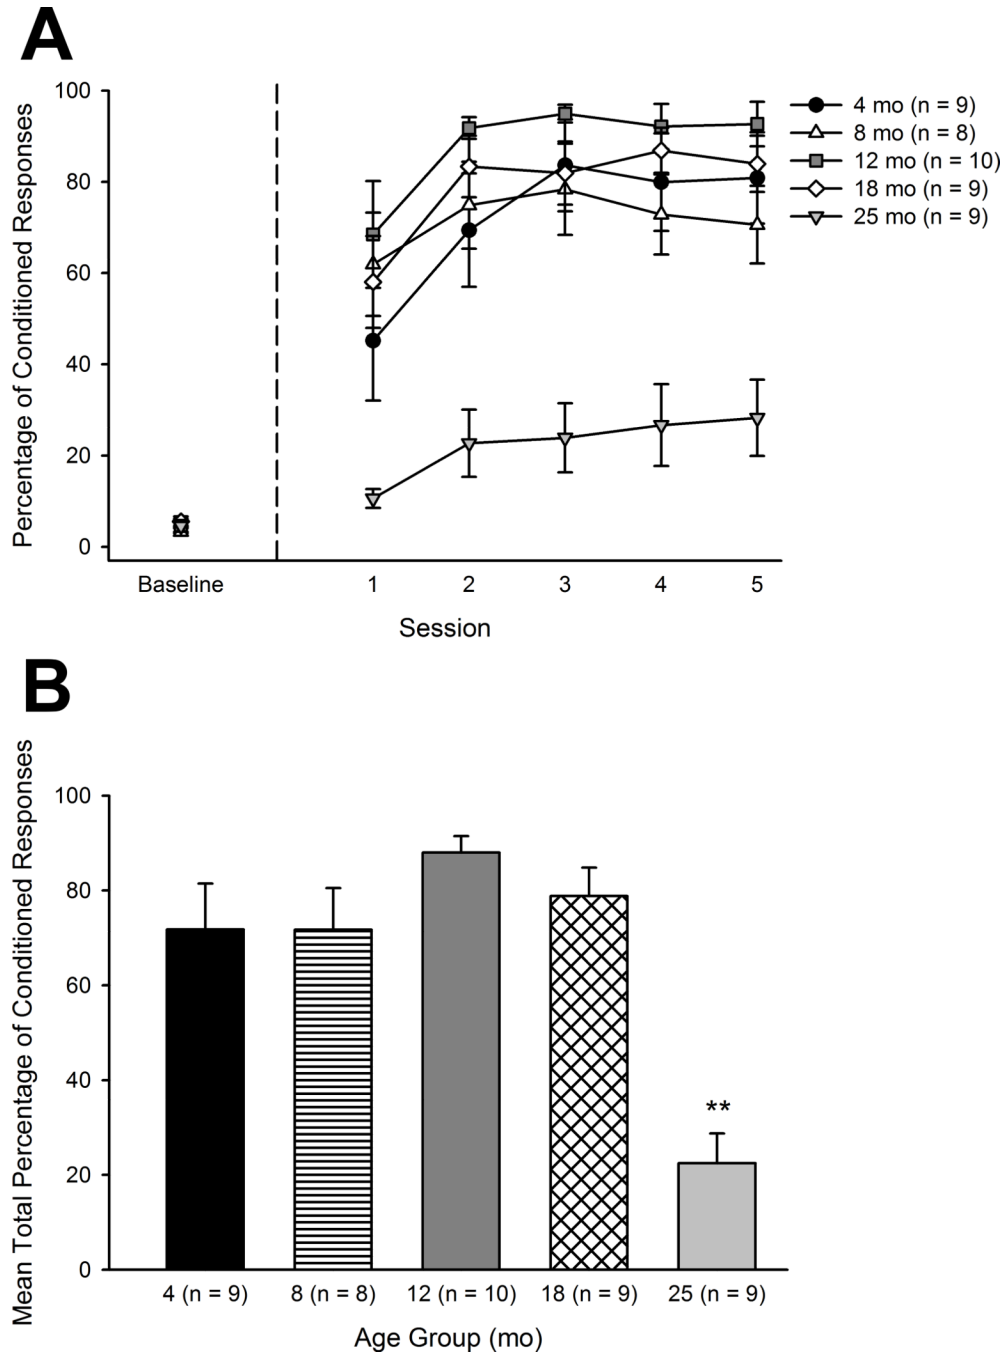 A
Percentage of Conditioned Responses
100
80
60
40
20
0
4 mo (n = 9)
8 mo (n = 8)
12 mo (n = 10)
18 mo (n = 9)
25 mo (n = 9)
Baseline 1 2 3 4 5
Session
B
Mean Total Percentage of Conditioned Responses
100
80
60
40
20
0
**
4 (n = 9) 8 (n = 8) 12 (n = 10) 18 (n = 9) 25 (n = 9)
Age Group (mo)